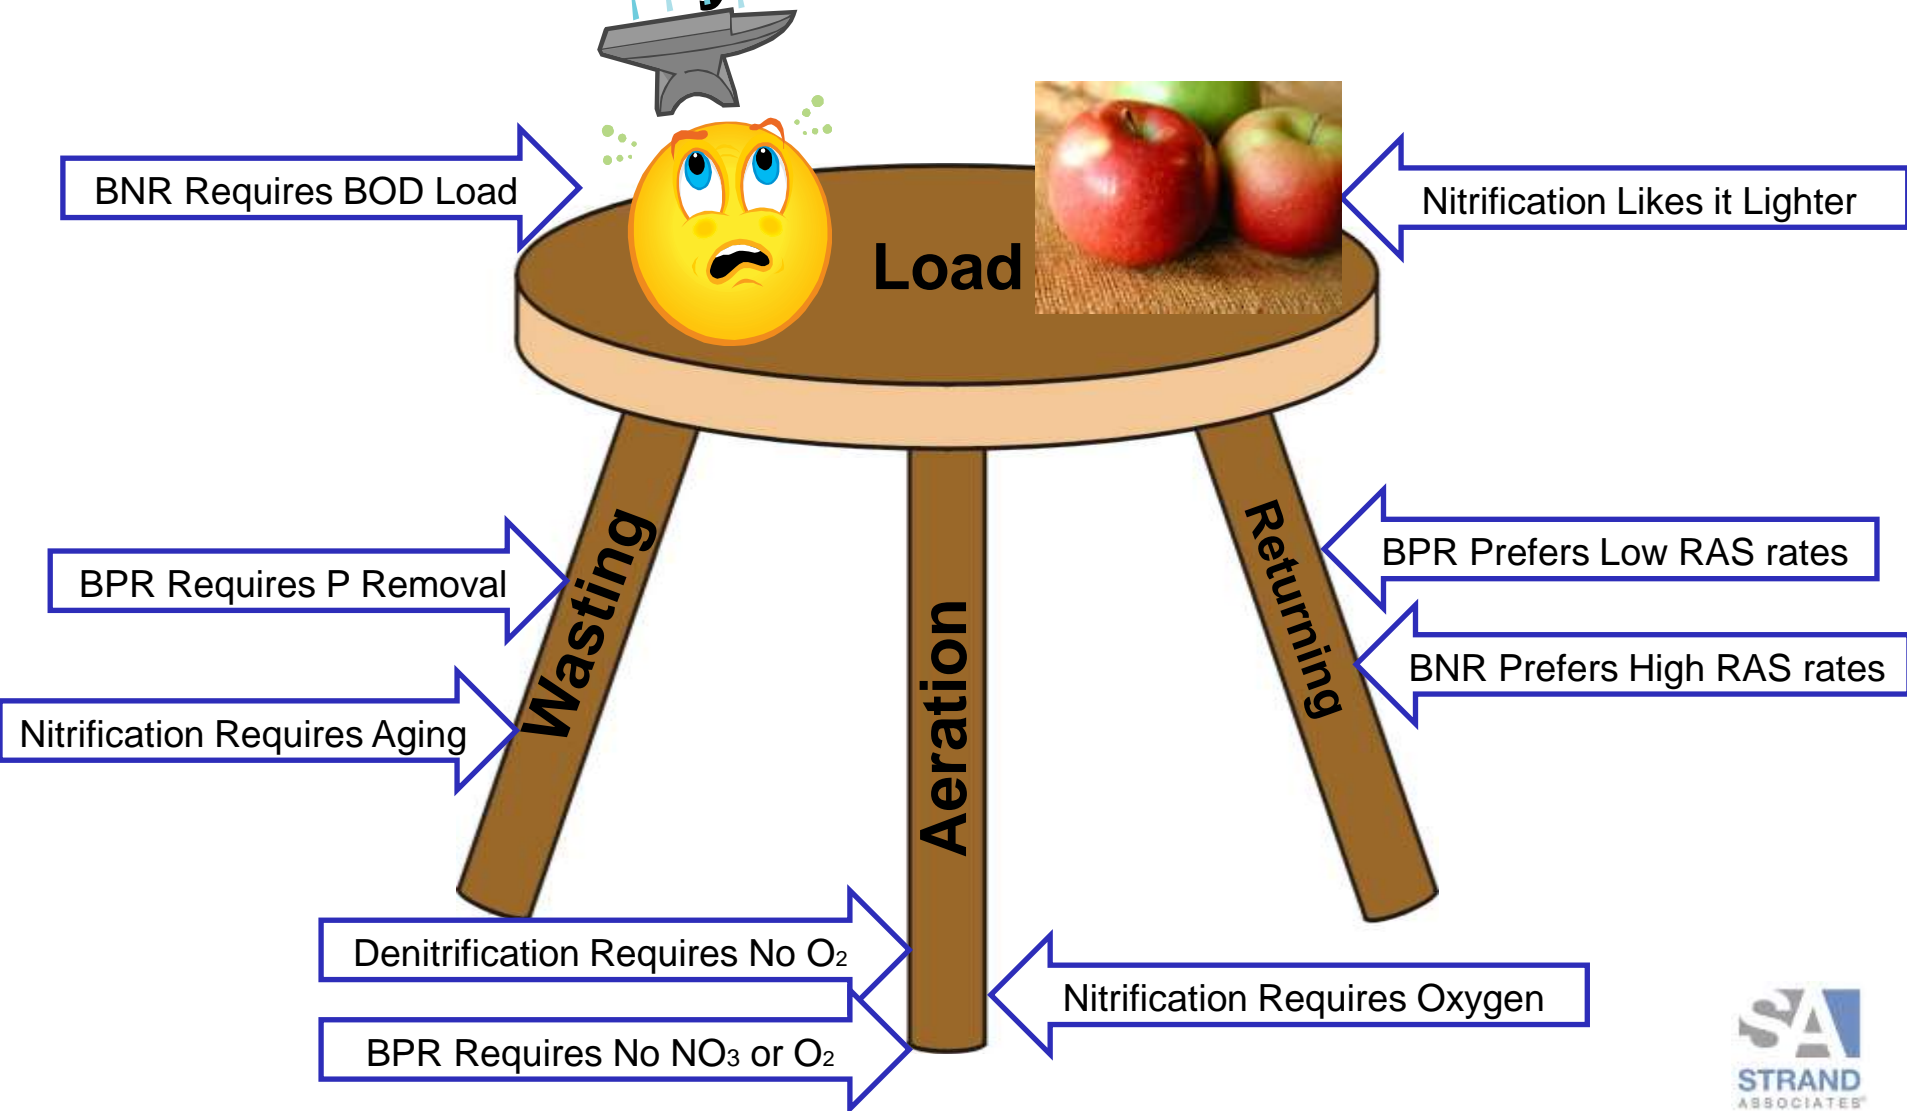 BNR Requires BOD Load
Nitrification Likes it Lighter
Load
BPR Requires P Removal
Wasting
Nitrification Requires Aging
Aeration
Returning
BPR Prefers Low RAS rates
BNR Prefers High RAS rates
Denitrification Requires No O₂
Nitrification Requires Oxygen
BPR Requires No NO₃ or O₂
SA
STRAND
ASSOCIATES®